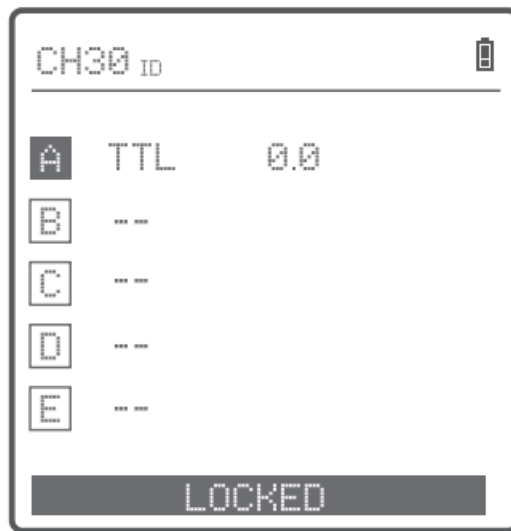 CH30 ID
A TTL 0.0
B --
C --
D --
E --
LOCKED